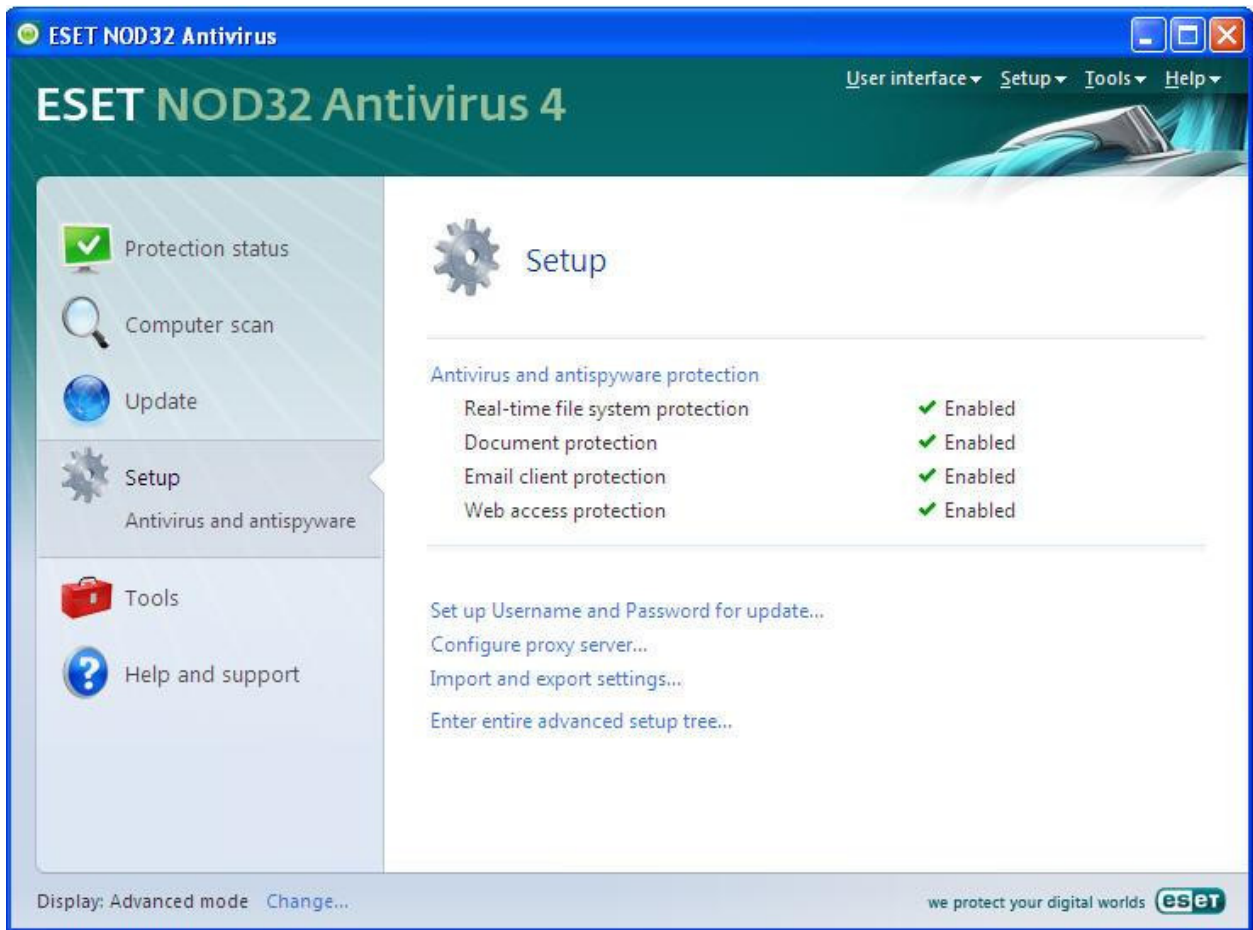 ESET NOD32 Antivirus
User interface Setup Tools Help
ESET NOD32 Antivirus 4
Protection status
Computer scan
Update
Setup
Antivirus and antispyware
Tools
Help and support
Setup
Antivirus and antispyware protection
Real-time file system protection Enabled
Document protection Enabled
Email client protection Enabled
Web access protection Enabled
Set up Username and Password for update...
Configure proxy server...
Import and export settings...
Enter entire advanced setup tree...
Display: Advanced mode Change...
we protect your digital worlds eset